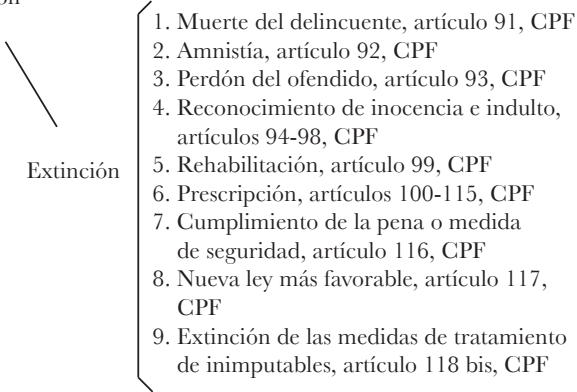 1. Muerte del delincuente, artículo 91, CPF
2. Amnistía, artículo 92, CPF
3. Perdón del ofendido, artículo 93, CPF
4. Reconocimiento de inocencia e indulto,
artículos 94-98, CPF
Extinción
5. Rehabilitación, artículo 99, CPF
6. Prescripción, artículos 100-115, CPF
7. Cumplimiento de la pena o medida
de seguridad, artículo 116, CPF
8. Nueva ley más favorable, artículo 117,
CPF
9. Extinción de las medidas de tratamiento
de inimputables, artículo 118 bis, CPF